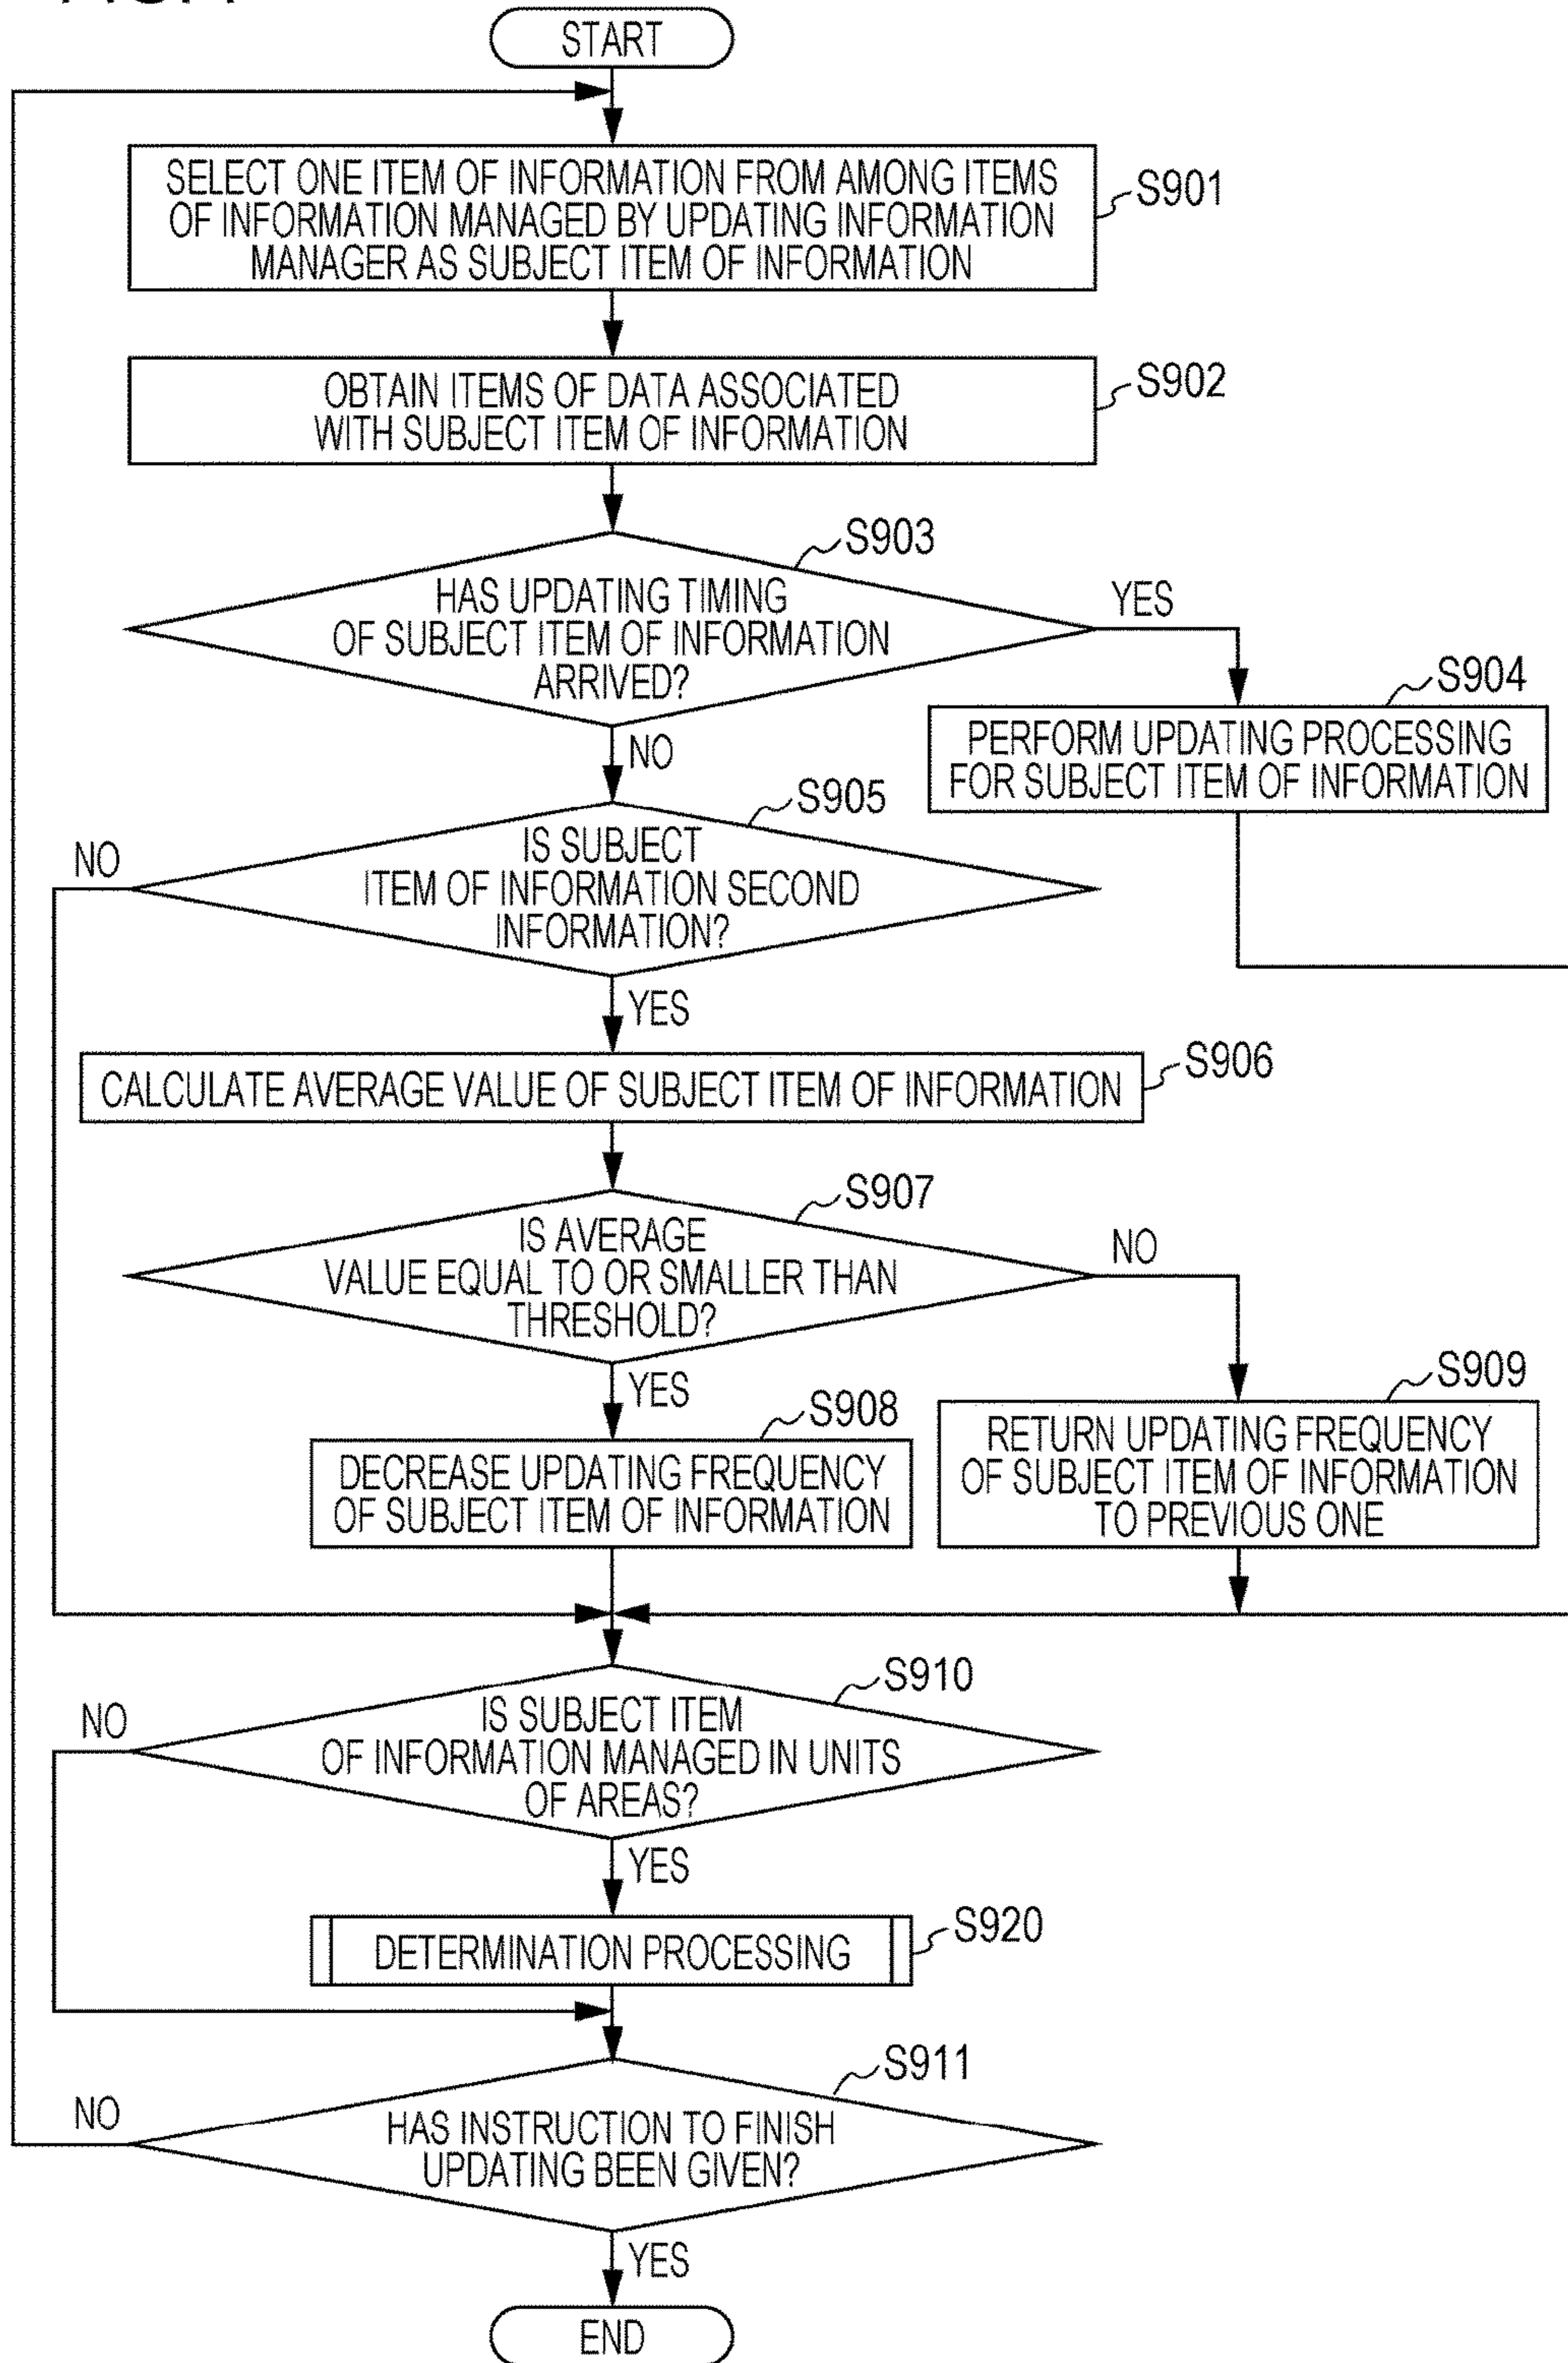 START
SELECT ONE ITEM OF INFORMATION FROM AMONG ITEMS
OF INFORMATION MANAGED BY UPDATING INFORMATION
MANAGER AS SUBJECT ITEM OF INFORMATION
S901
OBTAIN ITEMS OF DATA ASSOCIATED
WITH SUBJECT ITEM OF INFORMATION
S902
S903
HAS UPDATING TIMING
OF SUBJECT ITEM OF INFORMATION
ARRIVED?
YES
NO
S904
PERFORM UPDATING PROCESSING
FOR SUBJECT ITEM OF INFORMATION
S905
IS SUBJECT
ITEM OF INFORMATION SECOND
INFORMATION?
NO
YES
CALCULATE AVERAGE VALUE OF SUBJECT ITEM OF INFORMATION
S906
S907
IS AVERAGE
VALUE EQUAL TO OR SMALLER THAN
THRESHOLD?
NO
YES
S908
DECREASE UPDATING FREQUENCY
OF SUBJECT ITEM OF INFORMATION
S909
RETURN UPDATING FREQUENCY
OF SUBJECT ITEM OF INFORMATION
TO PREVIOUS ONE
S910
IS SUBJECT ITEM
OF INFORMATION MANAGED IN UNITS
OF AREAS?
NO
YES
DETERMINATION PROCESSING
S920
S911
HAS INSTRUCTION TO FINISH
UPDATING BEEN GIVEN?
NO
YES
END